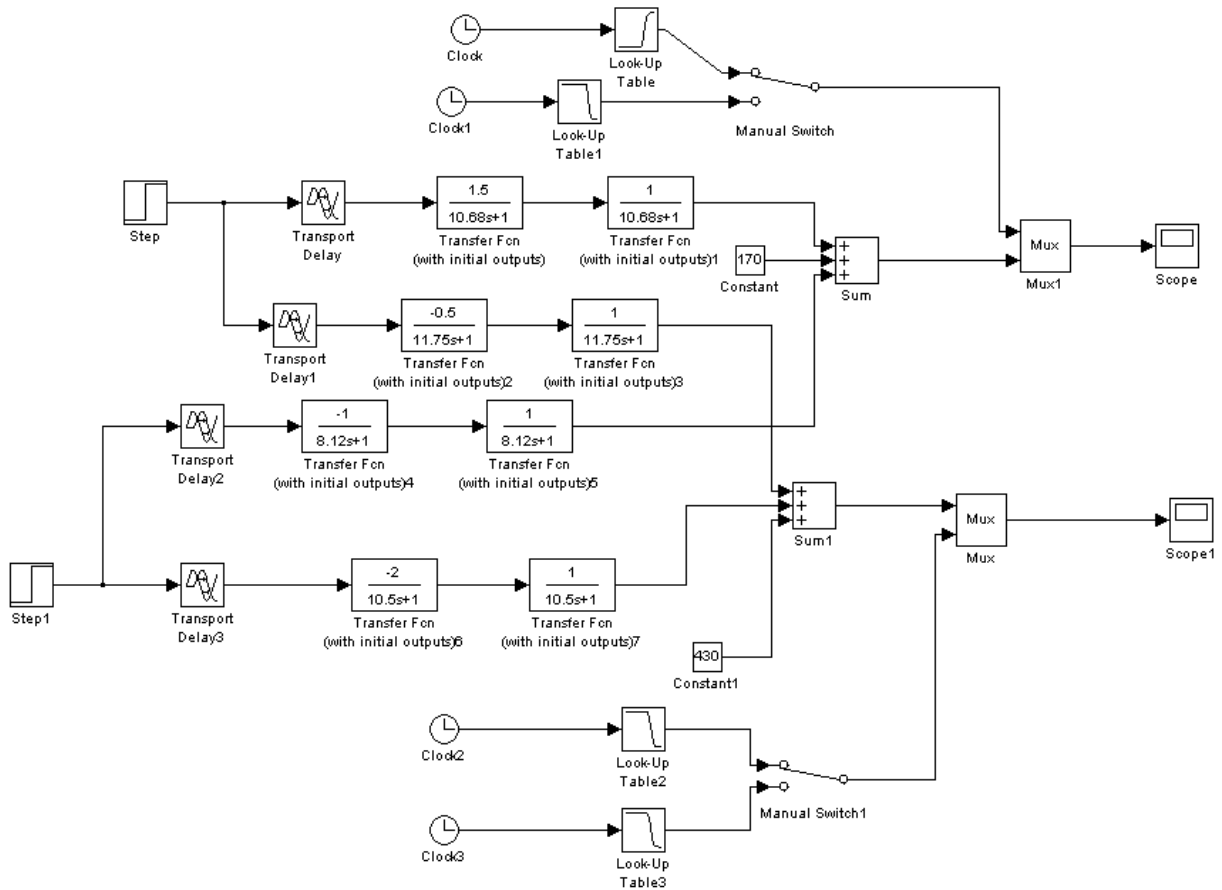 Clock
Look-Up
Table
Clock1
Look-Up
Table1
Manual Switch
Step
Transport
Delay
1.5
10.68s+1
Transfer Fcn
(with initial outputs)
1
10.68s+1
Transfer Fcn
(with initial outputs)1
170
Constant
+
+
+
Sum
Mux
Mux1
Scope
Transport
Delay1
-0.5
11.75s+1
Transfer Fcn
(with initial outputs)2
1
11.75s+1
Transfer Fcn
(with initial outputs)3
Transport
Delay2
-1
8.12s+1
Transfer Fcn
(with initial outputs)4
1
8.12s+1
Transfer Fcn
(with initial outputs)5
+
+
+
Sum1
Mux
Mux
Scope1
Step1
Transport
Delay3
-2
10.5s+1
Transfer Fcn
(with initial outputs)6
1
10.5s+1
Transfer Fcn
(with initial outputs)7
430
Constant1
Clock2
Look-Up
Table2
Manual Switch1
Clock3
Look-Up
Table3